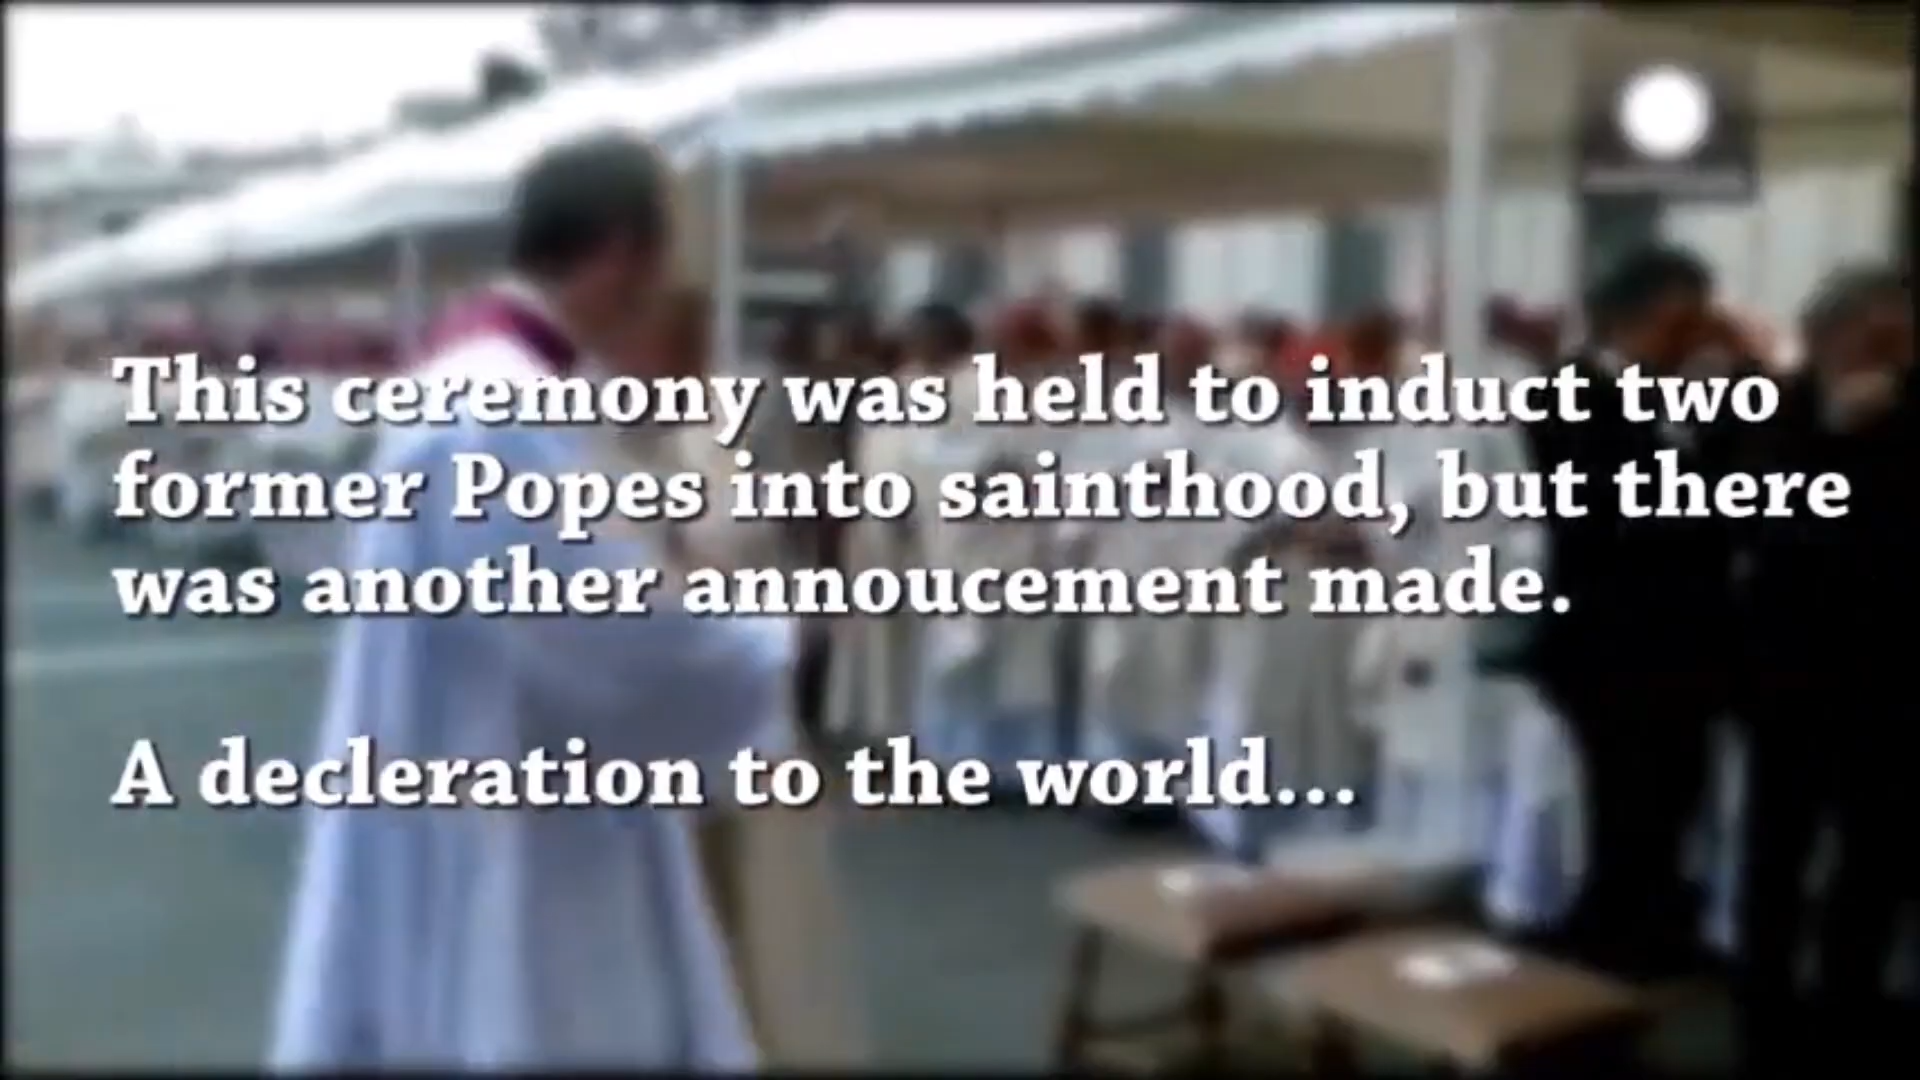 This ceremony was held to induct two
former Popes into sainthood, but there
was another annoucement made.
A decleration to the world...